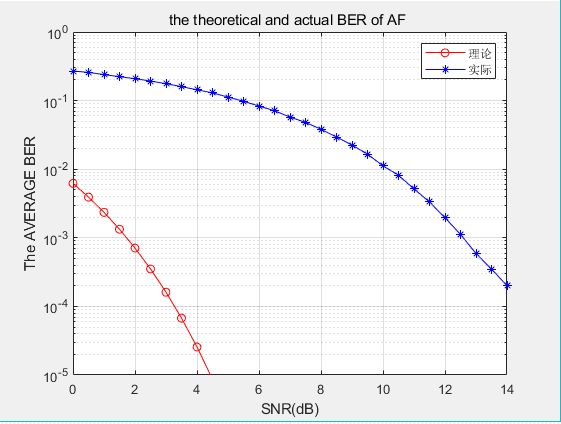 the theoretical and actual BER of AF
理论
实际
The AVERAGE BER
10^0
10^-1
10^-2
10^-3
10^-4
10^-5
0 2 4 6 8 10 12 14
SNR(dB)